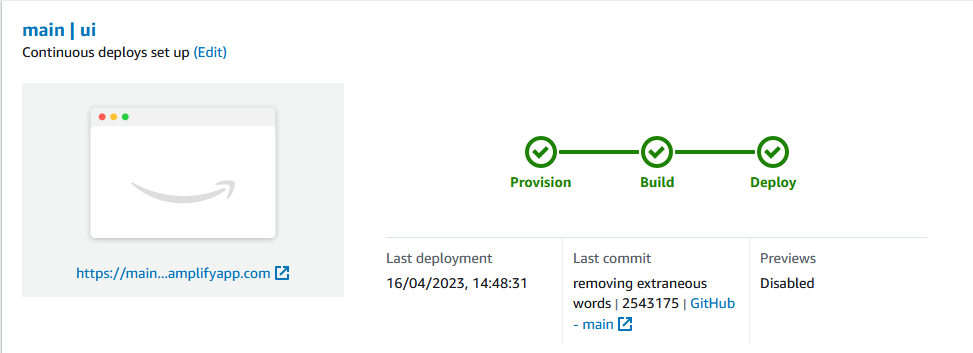 main | ui
Continuous deploys set up (Edit)
https://main...amplifyapp.com
Provision
Build
Deploy
Last deployment
16/04/2023, 14:48:31
Last commit
removing extraneous
words | 2543175 | GitHub
- main
Previews
Disabled